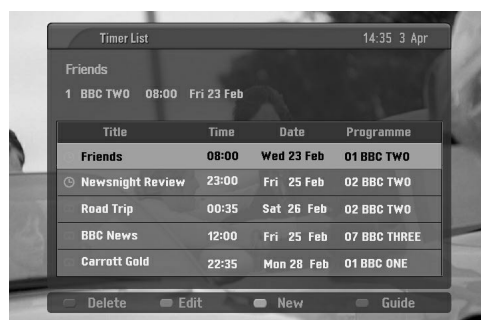 Timer List 14:35 3 Apr
Friends
1 BBC TWO 08:00 Fri 23 Feb
Title Time Date Programme
Friends 08:00 Wed 23 Feb 01 BBC TWO
Newsnight Review 23:00 Fri 25 Feb 02 BBC TWO
Road Trip 00:35 Sat 26 Feb 02 BBC TWO
BBC News 12:00 Fri 25 Feb 07 BBC THREE
Carrott Gold 22:35 Mon 28 Feb 01 BBC ONE
Delete Edit New Guide